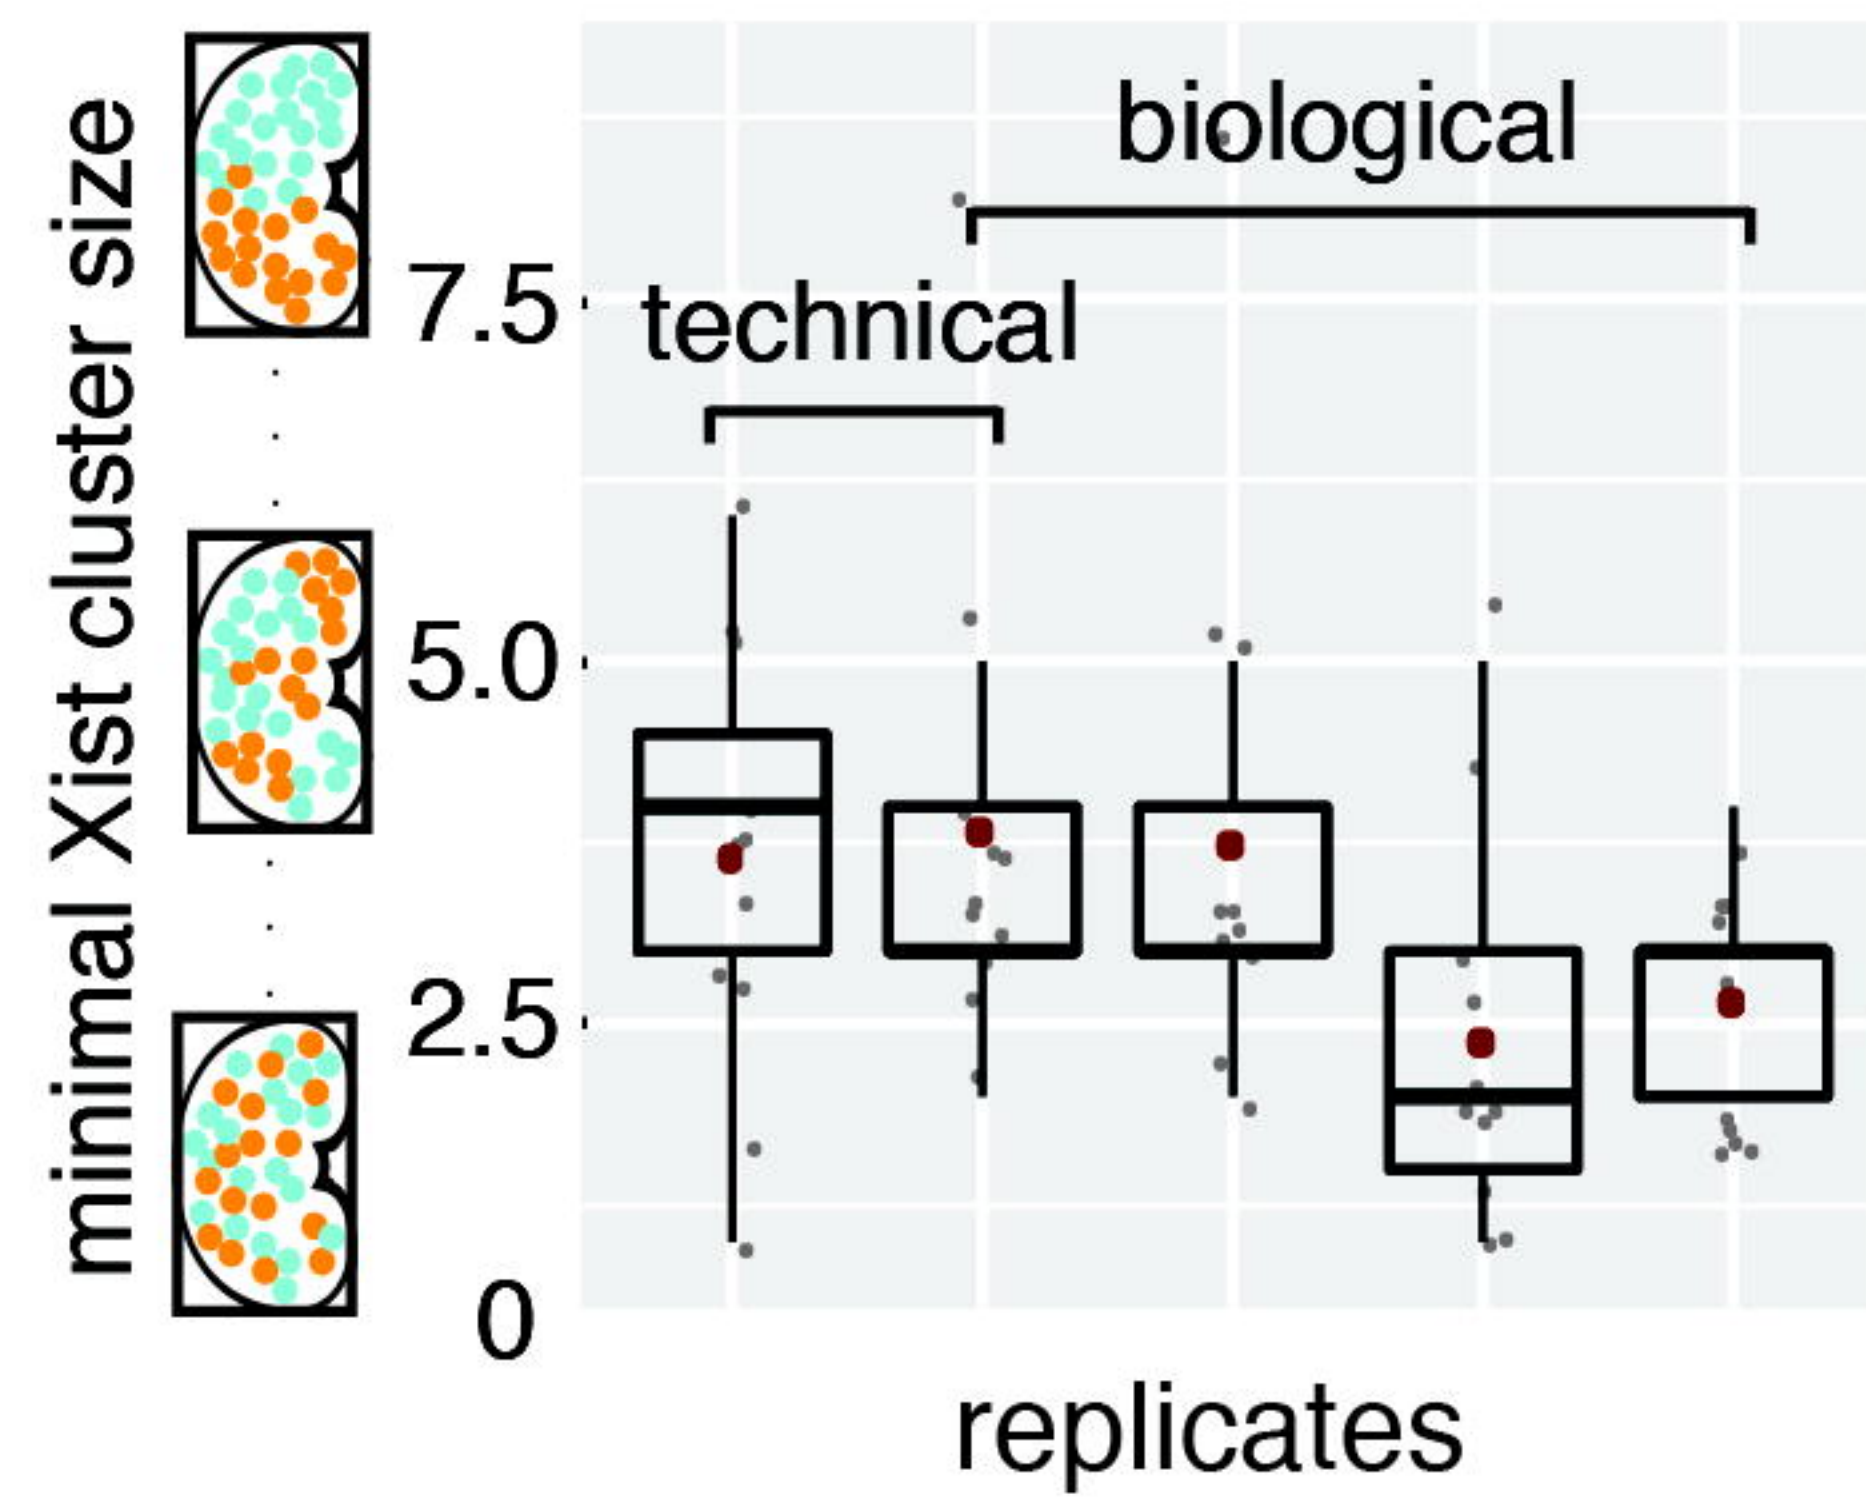 minimal Xist cluster size
biological
technical
7.5
5.0
2.5
0
replicates